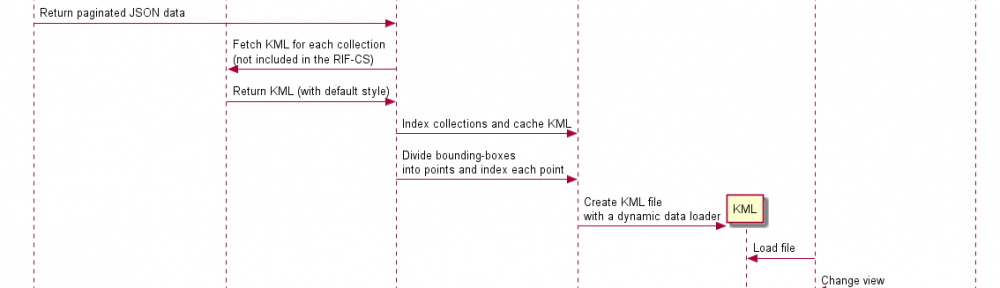 Return paginated JSON data
Fetch KML for each collection
(not included in the RIF-CS)
Return KML (with default style)
Index collections and cache KML
Divide bounding-boxes
into points and index each point
Create KML file
with a dynamic data loader
KML
Load file
Change view